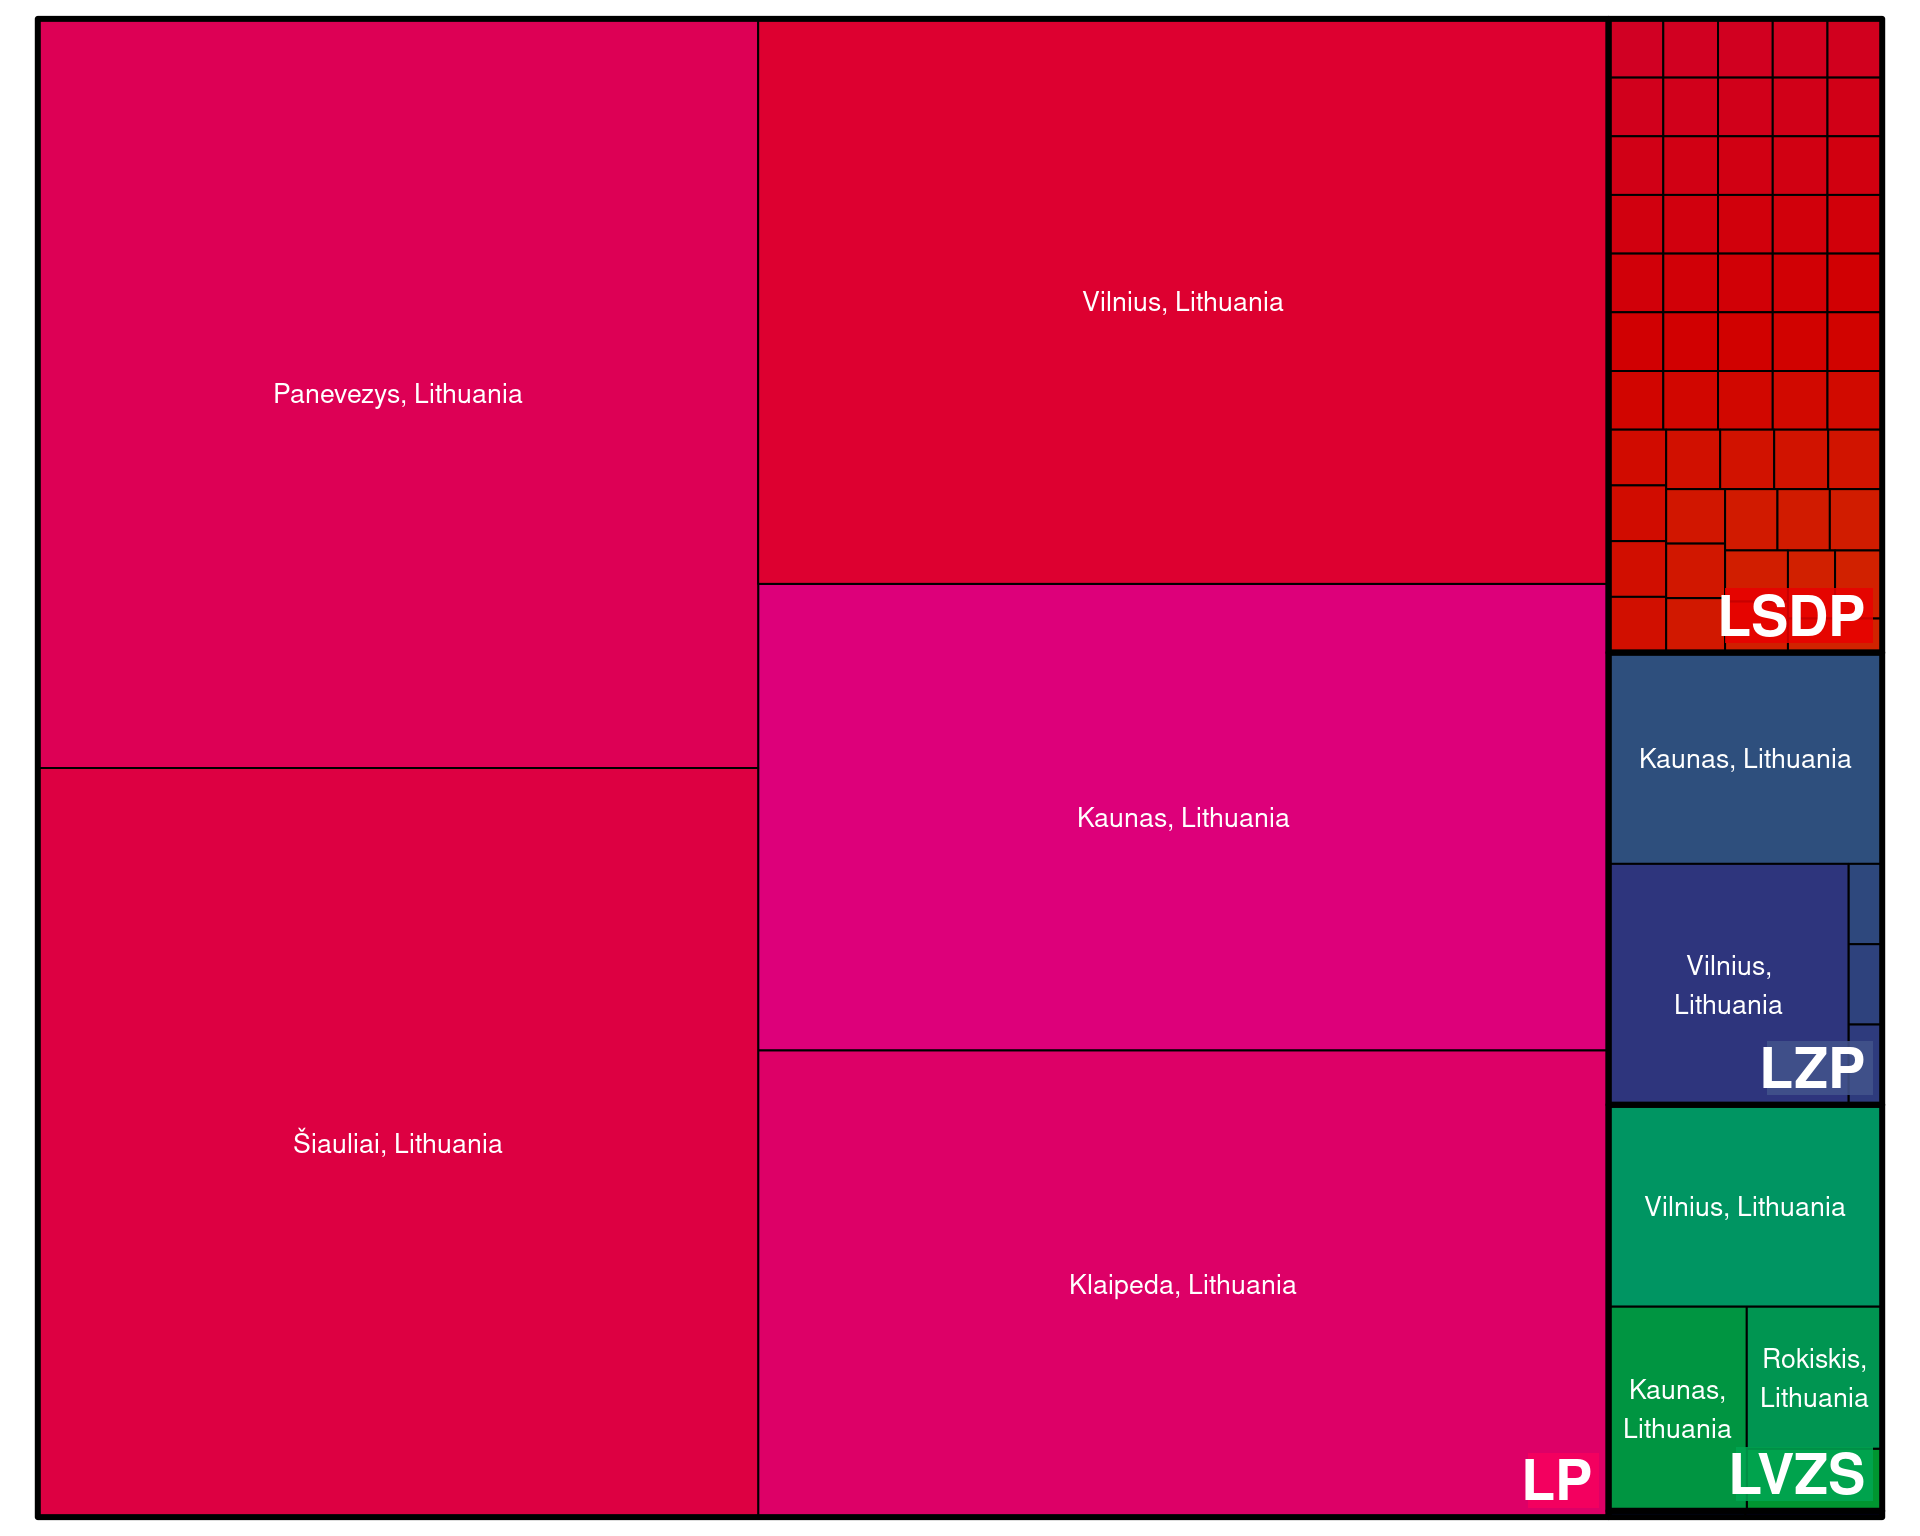 Panevezys, Lithuania
Šiauliai, Lithuania
Vilnius, Lithuania
Kaunas, Lithuania
Klaipeda, Lithuania
LP
LSDP
Kaunas, Lithuania
Vilnius,
Lithuania
LZP
Vilnius, Lithuania
Kaunas,
Lithuania
Rokiskis,
Lithuania
LVZS